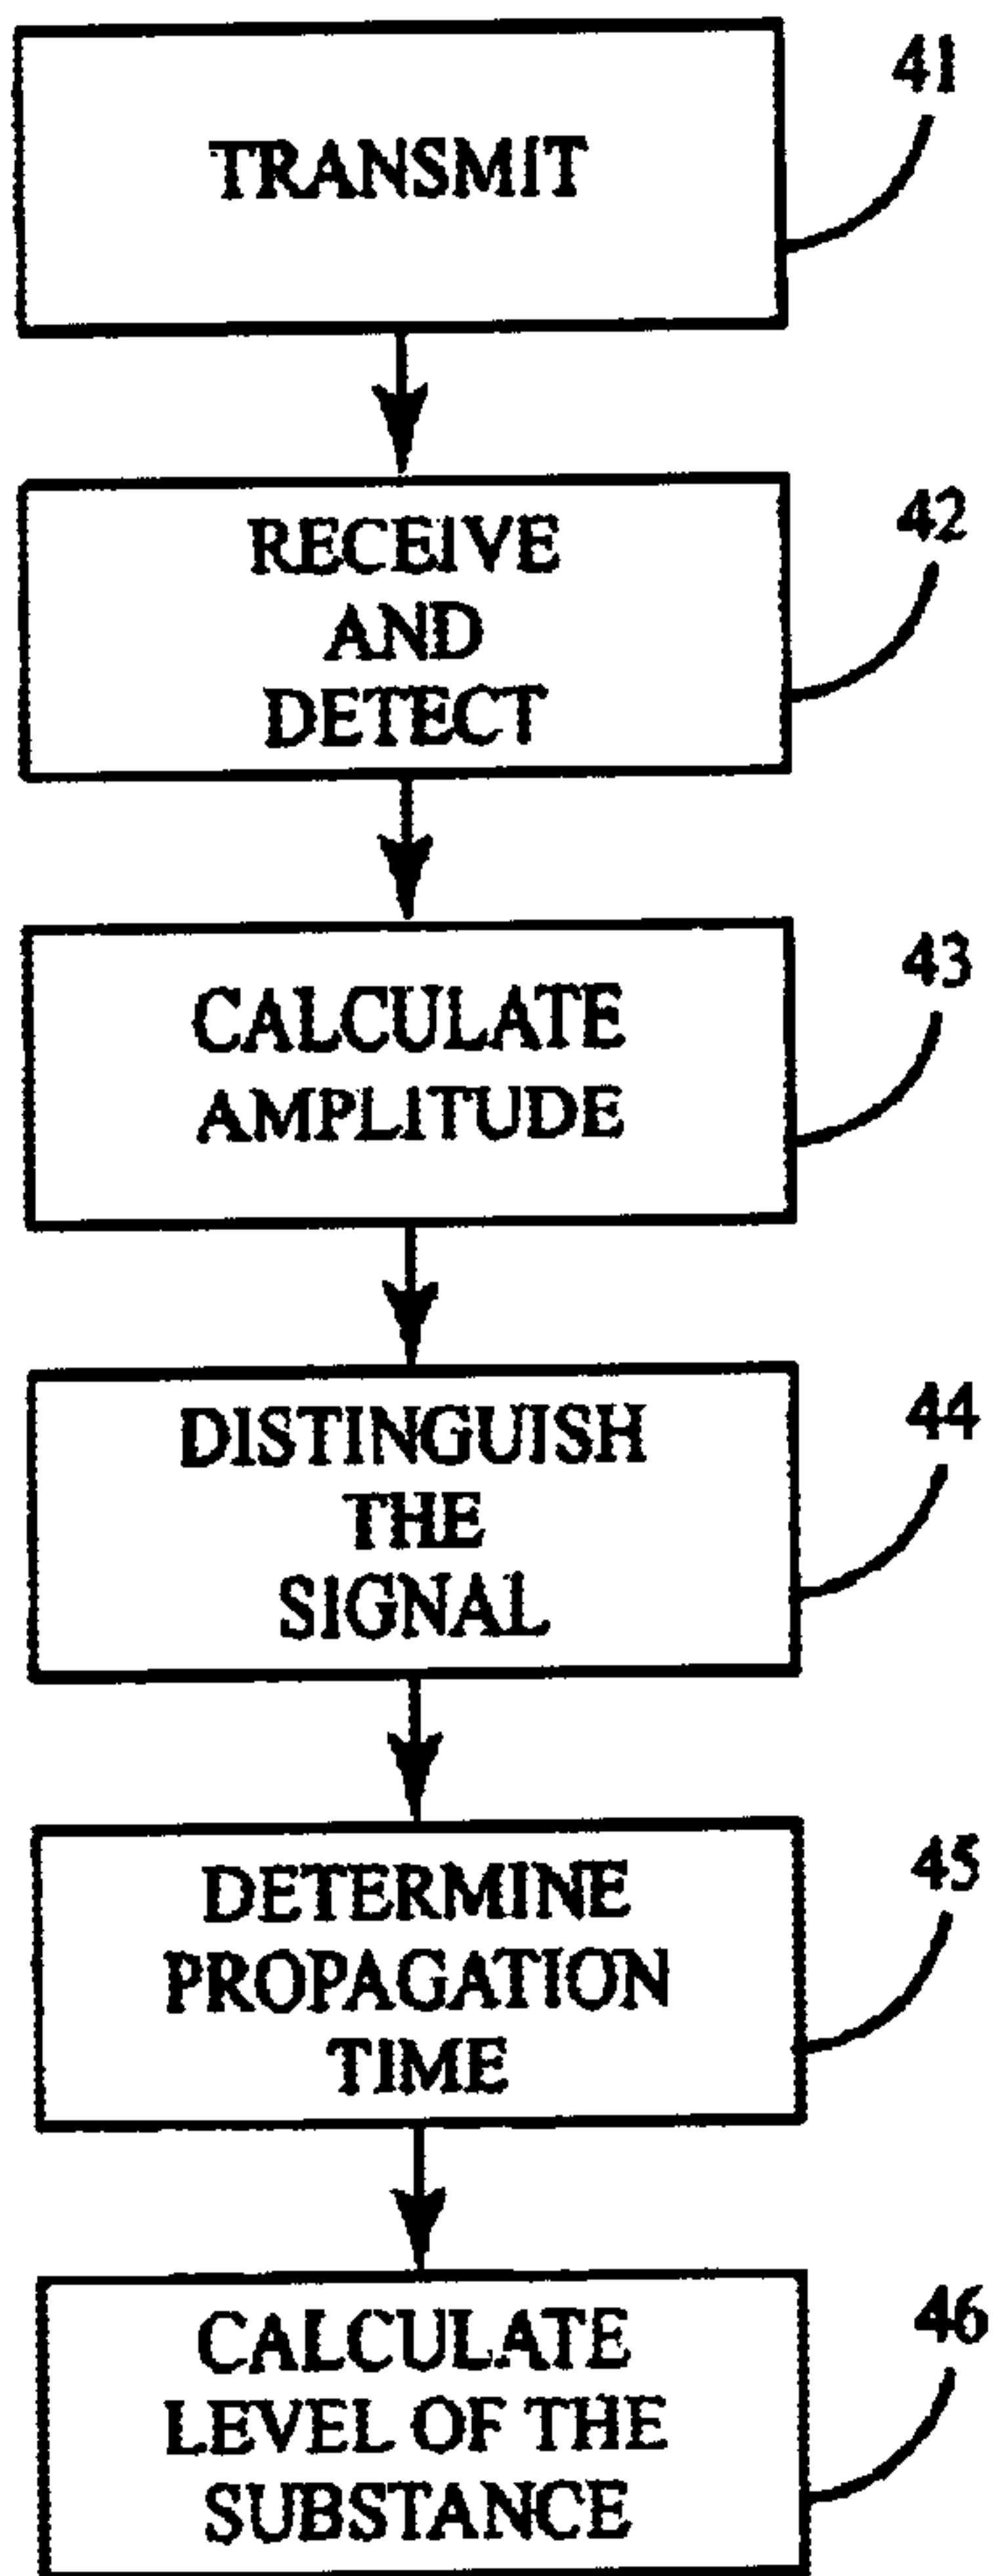 41
TRANSMIT
42
RECEIVE
AND
DETECT
43
CALCULATE
AMPLITUDE
44
DISTINGUISH
THE
SIGNAL
45
DETERMINE
PROPAGATION
TIME
46
CALCULATE
LEVEL OF THE
SUBSTANCE